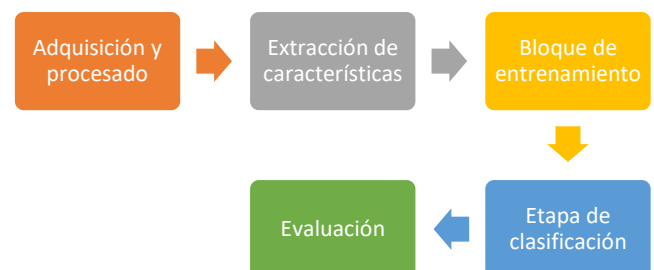 Adquisición y
procesado
Extracción de
características
Bloque de
entrenamiento
Etapa de
clasificación
Evaluación